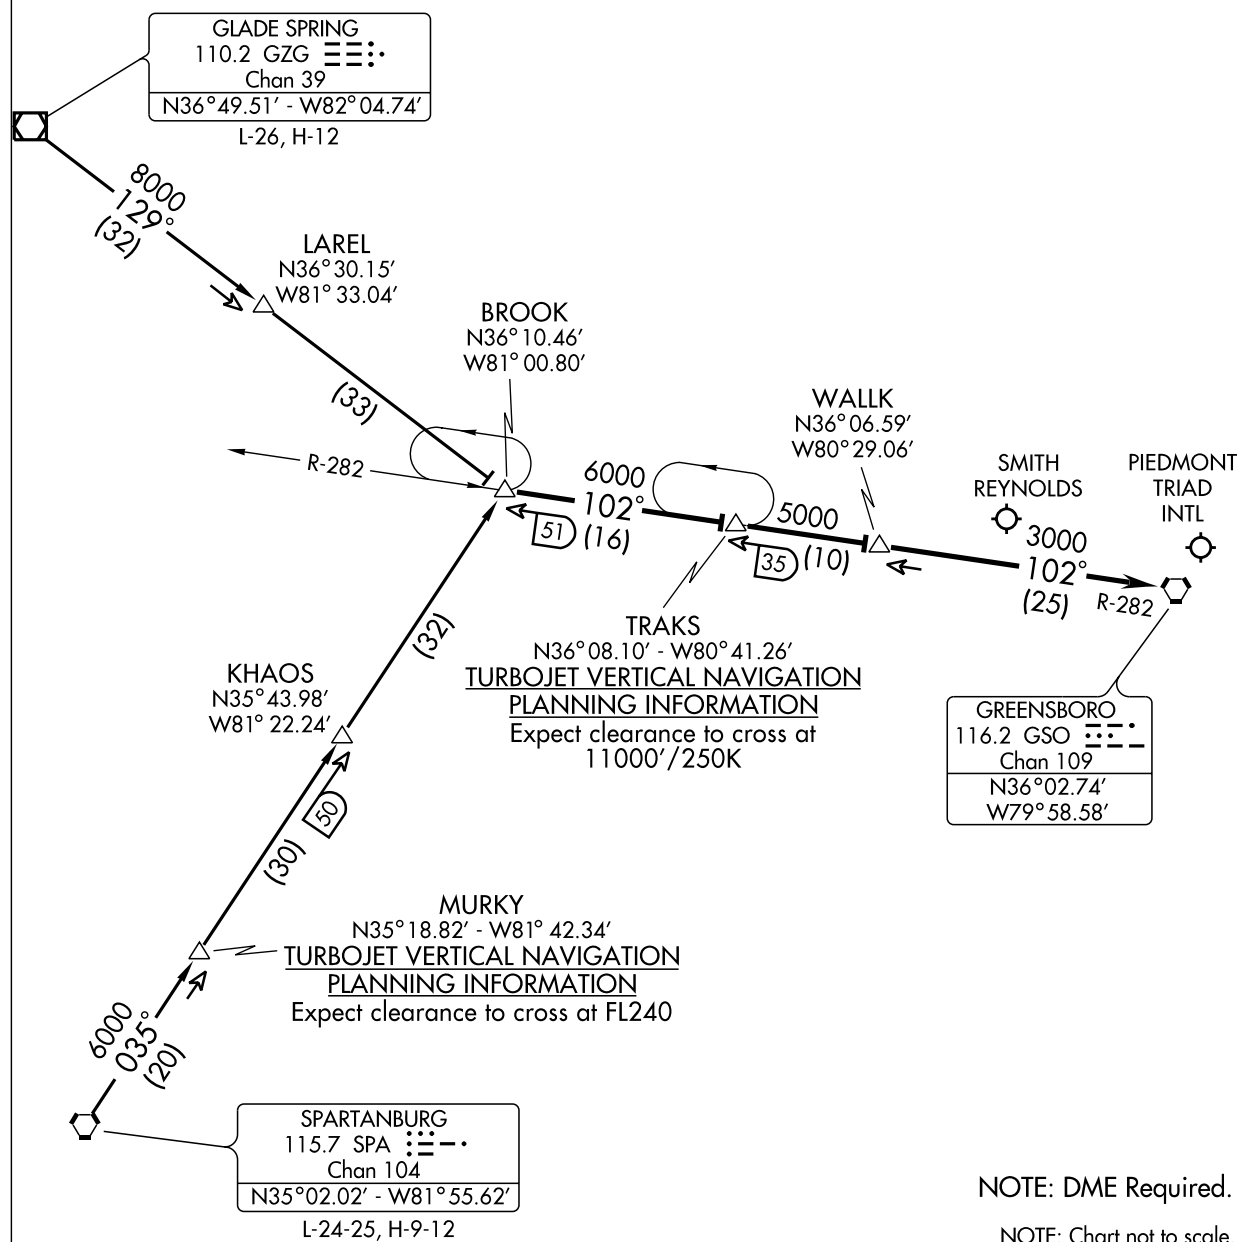 GLADE SPRING
110.2 GZG
Chan 39
N36°49.51′ - W82°04.74′
L-26, H-12
8000
129°
(32)
LAREL
N36°30.15′
W81°33.04′
(33)
BROOK
N36°10.46′
W81°00.80′
R-282
6000
102°
(16)
51
WALLK
N36°06.59′
W80°29.06′
5000
(10)
35
SMITH
REYNOLDS
PIEDMONT
TRIAD
INTL
3000
102°
(25)
R-282
TRAKS
N36°08.10′ - W80°41.26′
TURBOJET VERTICAL NAVIGATION
PLANNING INFORMATION
Expect clearance to cross at
11000′/250K
GREENSBORO
116.2 GSO
Chan 109
N36°02.74′
W79°58.58′
(32)
KHAOS
N35°43.98′
W81°22.24′
50
(30)
MURKY
N35°18.82′ - W81°42.34′
TURBOJET VERTICAL NAVIGATION
PLANNING INFORMATION
Expect clearance to cross at FL240
6000
035°
(20)
SPARTANBURG
115.7 SPA
Chan 104
N35°02.02′ - W81°55.62′
L-24-25, H-9-12
NOTE: DME Required.
NOTE: Chart not to scale.